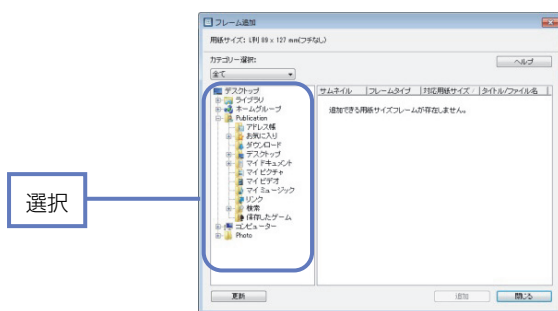 フレーム追加
用紙サイズ: L判 89 x 127 mm(フチなし)
カテゴリー選択:
ヘルプ
全て
サムネイル フレームタイプ 対応用紙サイズ タイトル/ファイル名
追加できる用紙サイズフレームが存在しません。
デスクトップ
ライブラリ
ホームグループ
Publication
アドレス帳
お気に入り
ダウンロード
デスクトップ
マイ ドキュメント
マイ ピクチャ
マイ ビデオ
マイ ミュージック
リンク
検索
保存したゲーム
コンピューター
Photo
選択
更新
追加
閉じる